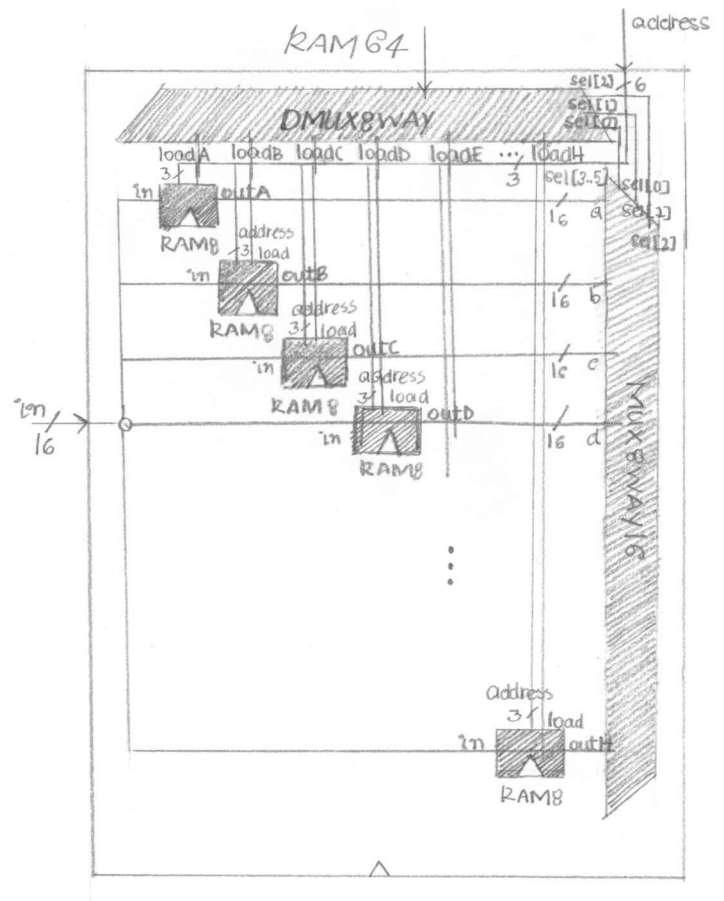 RAM64
address
sel[2] 6
sel[1]
DMUX8WAY
sel[0]
loadA loadB loadC loadD loadE ... loadH
3
3
sel[3..5]
sel[0]
in outA
16 a
sel[1]
sel[2]
RAM8
address
3 load
in outB
16 b
RAM8
address
3 load
outC
in
16 c
RAM8
address
3 load
in
16
outD
in
16 d
RAM8
MUX8WAY16
address
3 load
in outH
RAM8